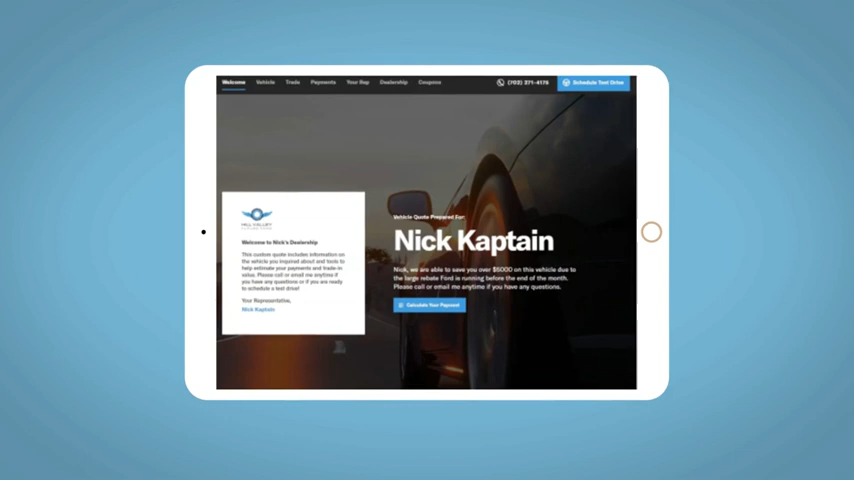 Welcome Vehicle Trade Payments Your Rep Dealership Coupons (702) 271-4175 Schedule Test Drive
HILL VALLEY
Welcome to Nick's Dealership
This custom quote includes information on
the vehicle you inquired about and tools to
help estimate your payments and trade-in
value. Please call or email me anytime if
you have any questions or if you are ready
to schedule a test drive!
Your Representative,
Nick Kaptain
Vehicle Quote Prepared For:
Nick Kaptain
Nick, we are able to save you over $6000 on this vehicle due to
the large rebate Ford is running before the end of the month.
Please call or email me anytime if you have any questions.
Calculate Your Payment